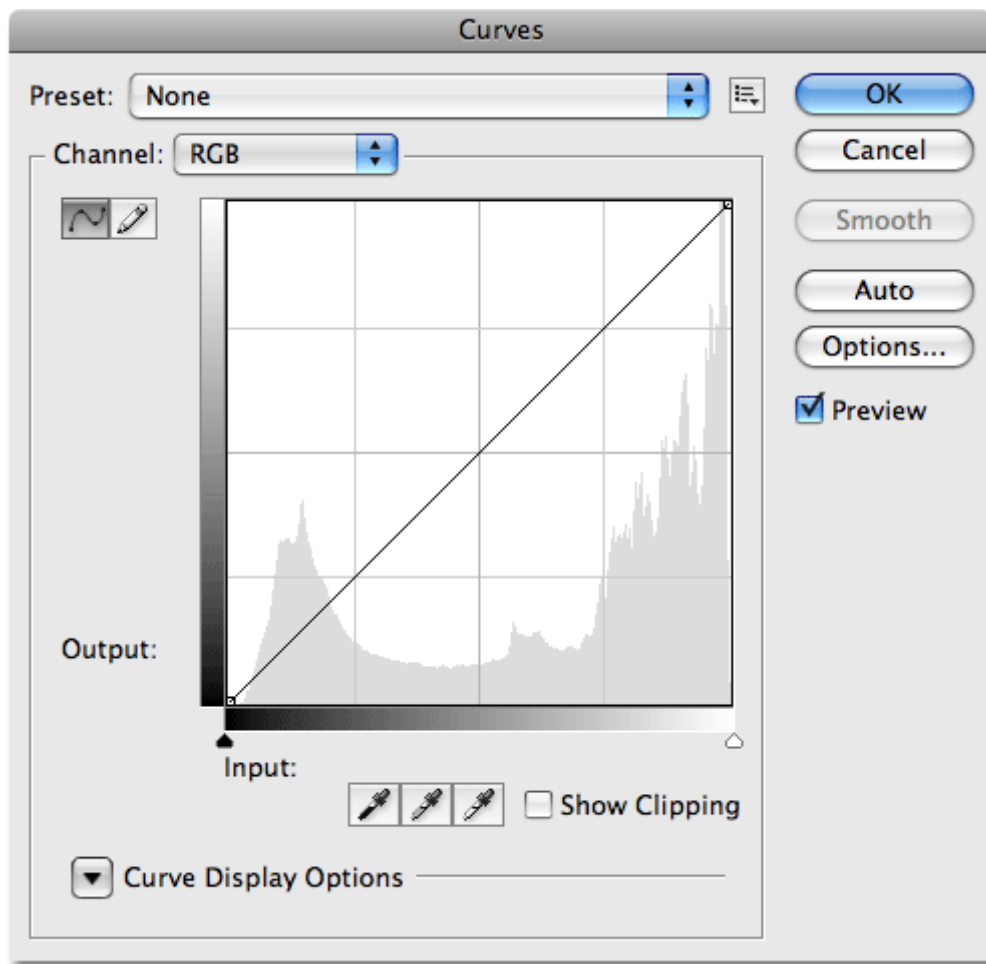 Curves
Preset: None
OK
Channel: RGB
Cancel
Smooth
Auto
Options...
Preview
Output:
Input:
Show Clipping
Curve Display Options